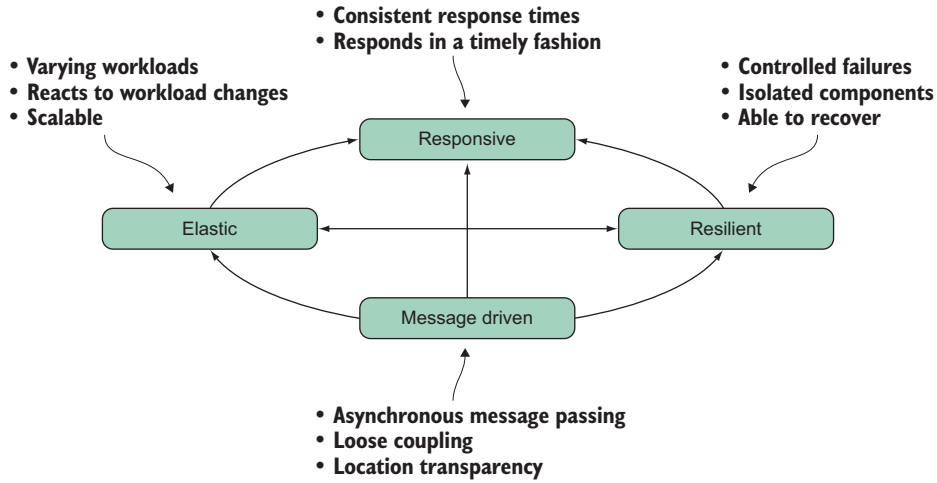 • Consistent response times
• Responds in a timely fashion
• Varying workloads
• Reacts to workload changes
• Scalable
• Controlled failures
• Isolated components
• Able to recover
Responsive
Elastic
Resilient
Message driven
• Asynchronous message passing
• Loose coupling
• Location transparency